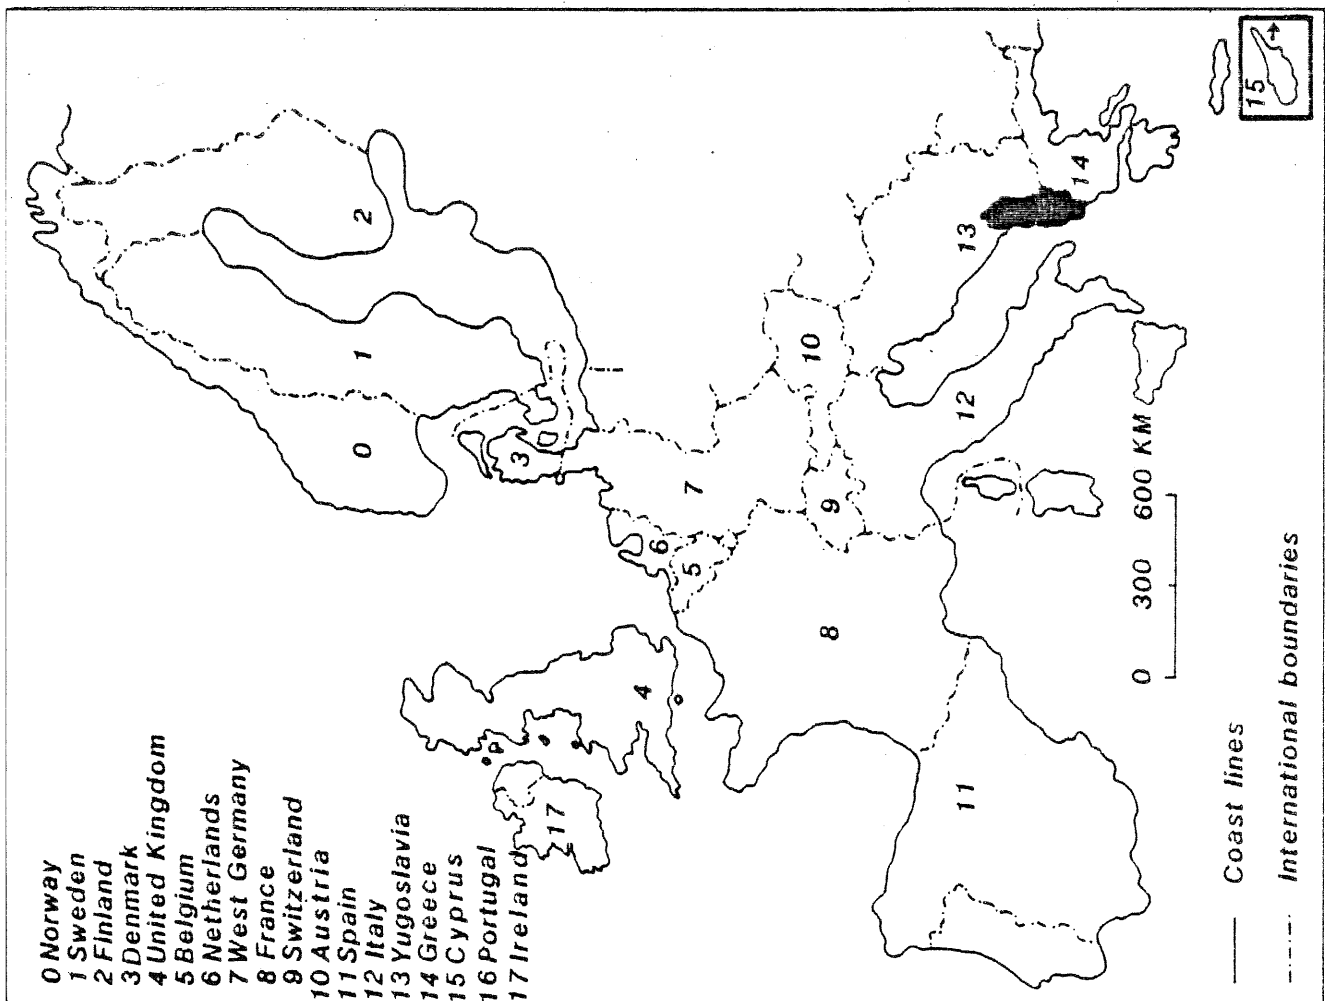 0 Norway
1 Sweden
2 Finland
3 Denmark
4 United Kingdom
5 Belgium
6 Netherlands
7 West Germany
8 France
9 Switzerland
10 Austria
11 Spain
12 Italy
13 Yugoslavia
14 Greece
15 Cyprus
16 Portugal
17 Ireland
0
1
2
3
4
5
6
7
8
9
10
11
12
13
14
15
17
0 300 600 KM
Coast lines
International boundaries